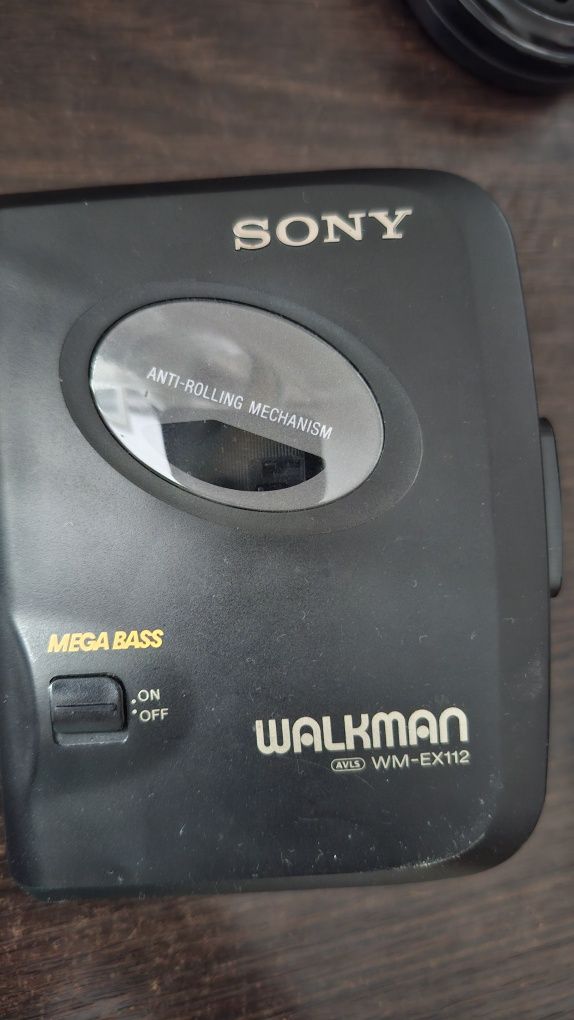 SONY
ANTI-ROLLING MECHANISM
MEGA BASS
ON
OFF
WALKMAN
AVLS WM-EX112